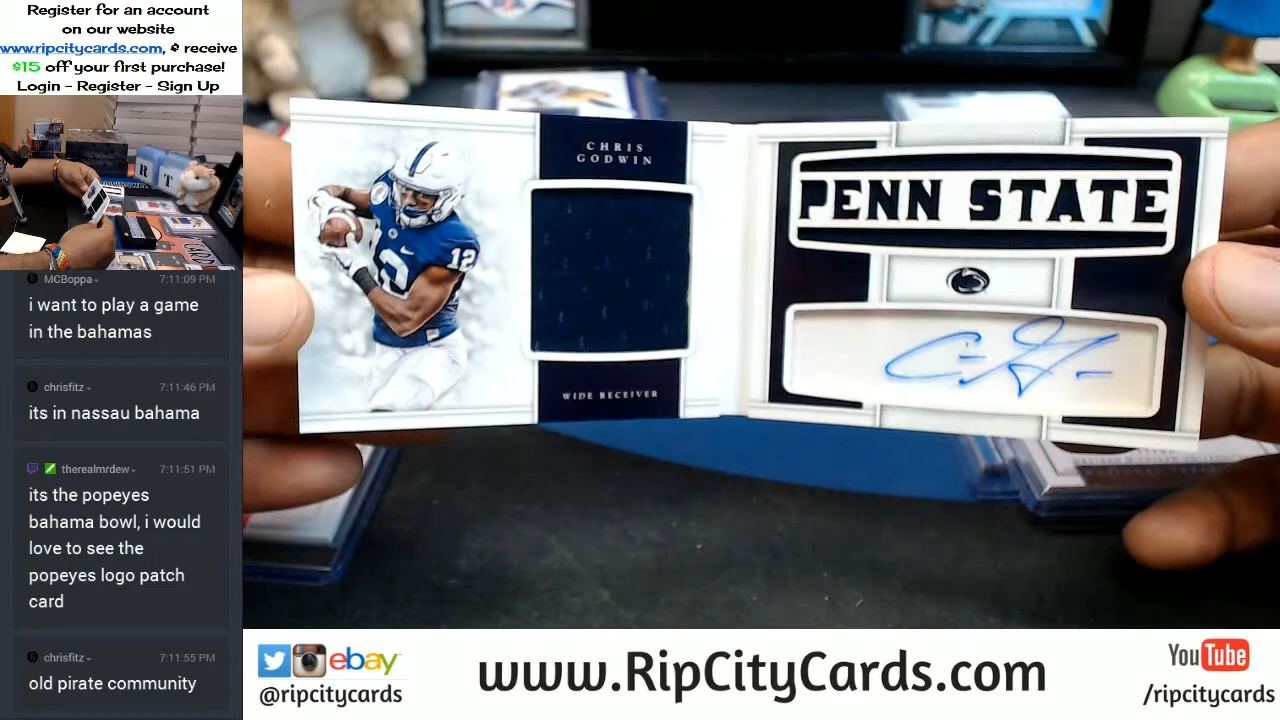 Register for an account
on our website
www.ripcitycards.com, & receive
$15 off your first purchase!
Login - Register - Sign Up
R T
MCBoppa 7:11:09 PM
i want to play a game
in the bahamas
chrisfitz 7:11:46 PM
its in nassau bahama
therealmrdew 7:11:51 PM
its the popeyes
bahama bowl, i would
love to see the
popeyes logo patch
card
chrisfitz 7:11:55 PM
old pirate community
CHRIS
GODWIN
12
WIDE RECEIVER
PENN STATE
ebay
@ripcitycards
www.RipCityCards.com
YouTube
/ripcitycards